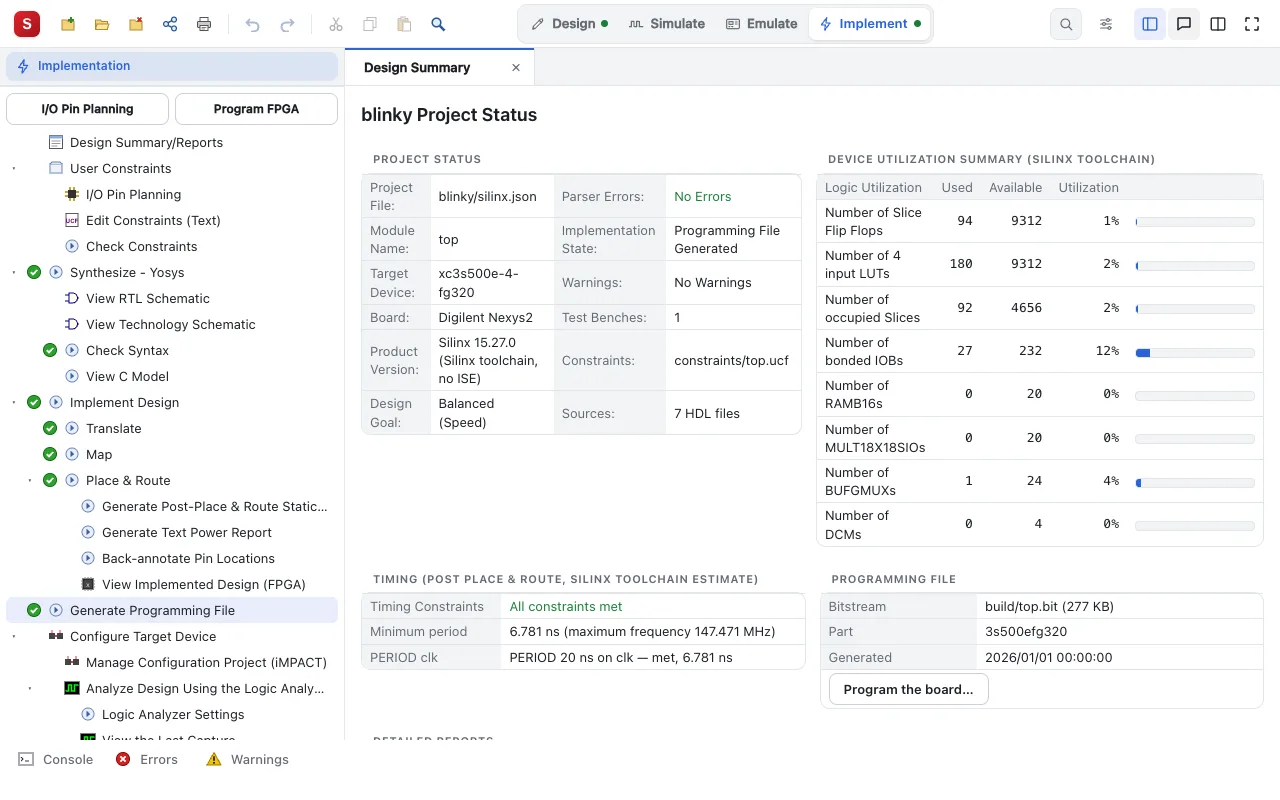 S
Design
Simulate
Emulate
Implement
Implementation
Design Summary
I/O Pin Planning
Program FPGA
Design Summary/Reports
User Constraints
I/O Pin Planning
UCF
Edit Constraints (Text)
Check Constraints
Synthesize - Yosys
View RTL Schematic
View Technology Schematic
Check Syntax
View C Model
Implement Design
Translate
Map
Place & Route
Generate Post-Place & Route Static...
Generate Text Power Report
Back-annotate Pin Locations
View Implemented Design (FPGA)
Generate Programming File
Configure Target Device
Manage Configuration Project (iMPACT)
Analyze Design Using the Logic Analy...
Logic Analyzer Settings
View the Last Capture
blinky Project Status
PROJECT STATUS
Project
File:
blinky/silinx.json
Parser Errors:
No Errors
Module
Name:
top
Implementation
State:
Programming File
Generated
Target
Device:
xc3s500e-4-
fg320
Warnings:
No Warnings
Board:
Digilent Nexys2
Test Benches:
1
Product
Version:
Silinx 15.27.0
(Silinx toolchain,
no ISE)
Constraints:
constraints/top.ucf
Design
Goal:
Balanced
(Speed)
Sources:
7 HDL files
DEVICE UTILIZATION SUMMARY (SILINX TOOLCHAIN)
Logic Utilization Used Available Utilization
Number of Slice
Flip Flops
94 9312 1%
Number of 4
input LUTs
180 9312 2%
Number of
occupied Slices
92 4656 2%
Number of
bonded IOBs
27 232 12%
Number of
RAMB16s
0 20 0%
Number of
MULT18X18SIOs
0 20 0%
Number of
BUFGMUXs
1 24 4%
Number of
DCMs
0 4 0%
TIMING (POST PLACE & ROUTE, SILINX TOOLCHAIN ESTIMATE)
Timing Constraints All constraints met
Minimum period 6.781 ns (maximum frequency 147.471 MHz)
PERIOD clk PERIOD 20 ns on clk — met, 6.781 ns
PROGRAMMING FILE
Bitstream build/top.bit (277 KB)
Part 3s500efg320
Generated 2026/01/01 00:00:00
Program the board...
DETAILED REPORTS
Console
Errors
Warnings